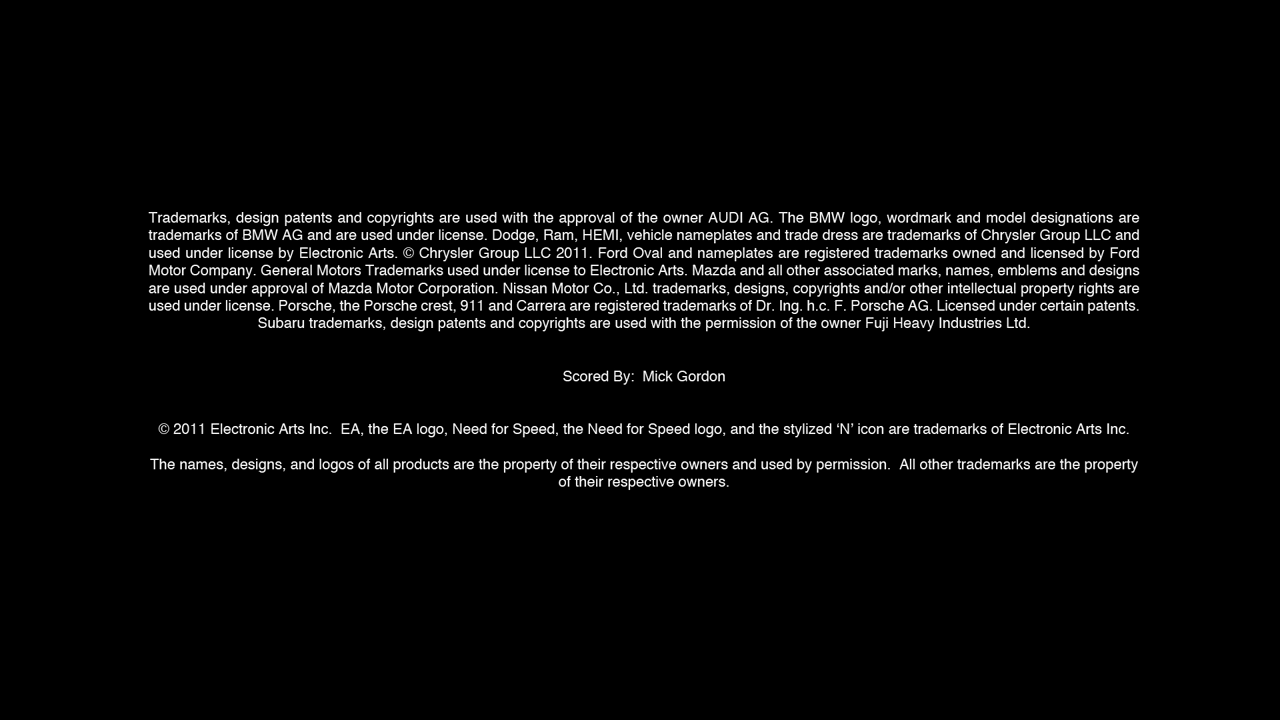 Trademarks, design patents and copyrights are used with the approval of the owner AUDI AG. The BMW logo, wordmark and model designations are
trademarks of BMW AG and are used under license. Dodge, Ram, HEMI, vehicle nameplates and trade dress are trademarks of Chrysler Group LLC and
used under license by Electronic Arts. © Chrysler Group LLC 2011. Ford Oval and nameplates are registered trademarks owned and licensed by Ford
Motor Company. General Motors Trademarks used under license to Electronic Arts. Mazda and all other associated marks, names, emblems and designs
are used under approval of Mazda Motor Corporation. Nissan Motor Co., Ltd. trademarks, designs, copyrights and/or other intellectual property rights are
used under license. Porsche, the Porsche crest, 911 and Carrera are registered trademarks of Dr. Ing. h.c. F. Porsche AG. Licensed under certain patents.
Subaru trademarks, design patents and copyrights are used with the permission of the owner Fuji Heavy Industries Ltd.
Scored By:  Mick Gordon
© 2011 Electronic Arts Inc.  EA, the EA logo, Need for Speed, the Need for Speed logo, and the stylized ‘N’ icon are trademarks of Electronic Arts Inc.
The names, designs, and logos of all products are the property of their respective owners and used by permission.  All other trademarks are the property
of their respective owners.